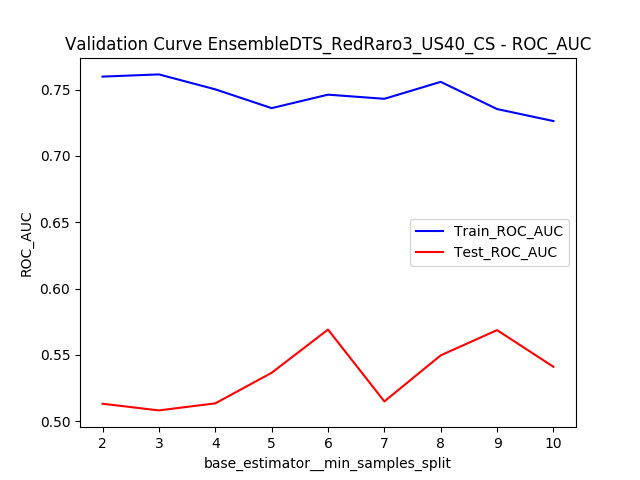 Validation Curve EnsembleDTS_RedRaro3_US40_CS - ROC_AUC
ROC_AUC
0.75
0.70
0.65
0.60
0.55
0.50
Train_ROC_AUC
Test_ROC_AUC
2 3 4 5 6 7 8 9 10
base_estimator__min_samples_split